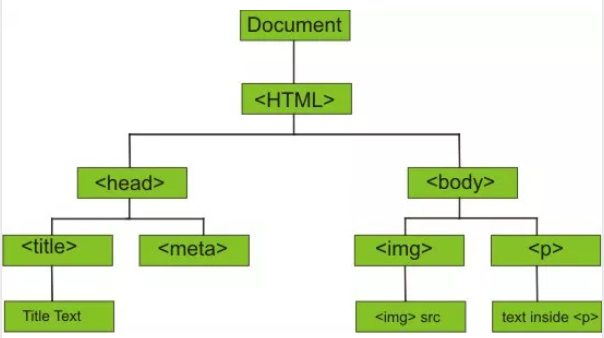 Document
<HTML>
<head>
<body>
<title>
<meta>
<img>
<p>
Title Text
<img> src
text inside <p>